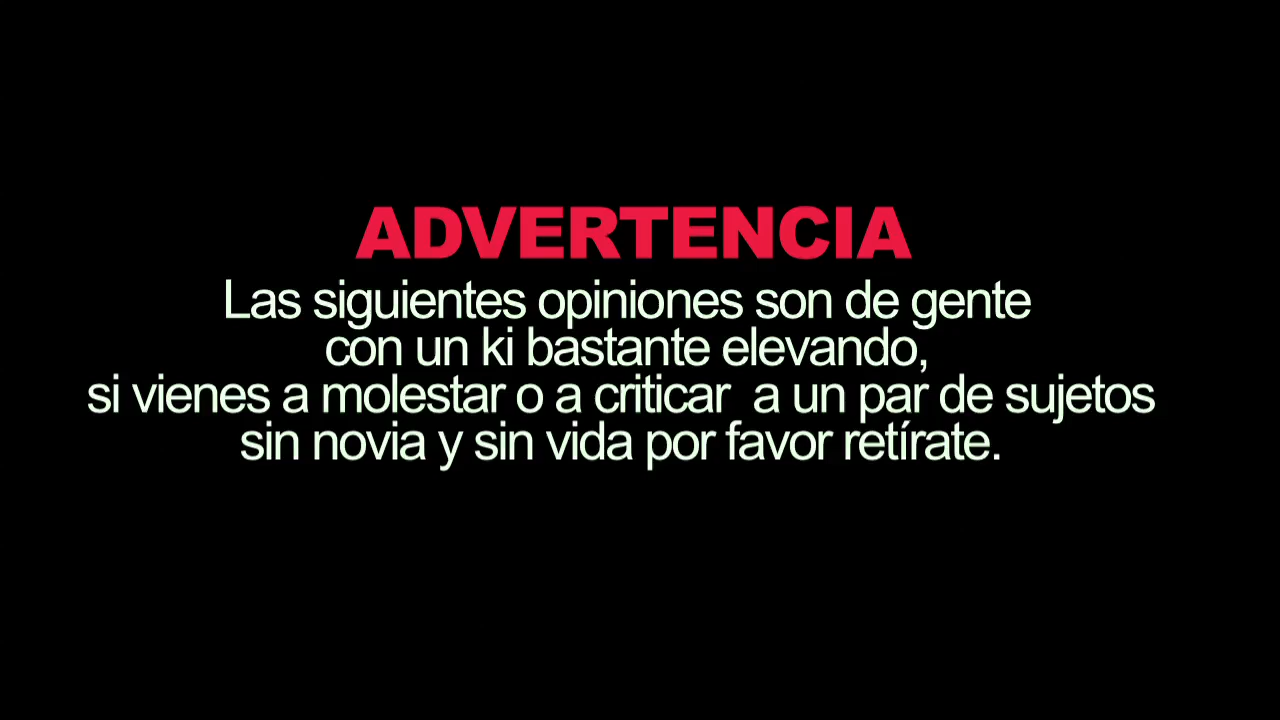 ADVERTENCIA
Las siguientes opiniones son de gente
con un ki bastante elevando,
si vienes a molestar o a criticar  a un par de sujetos
sin novia y sin vida por favor retírate.